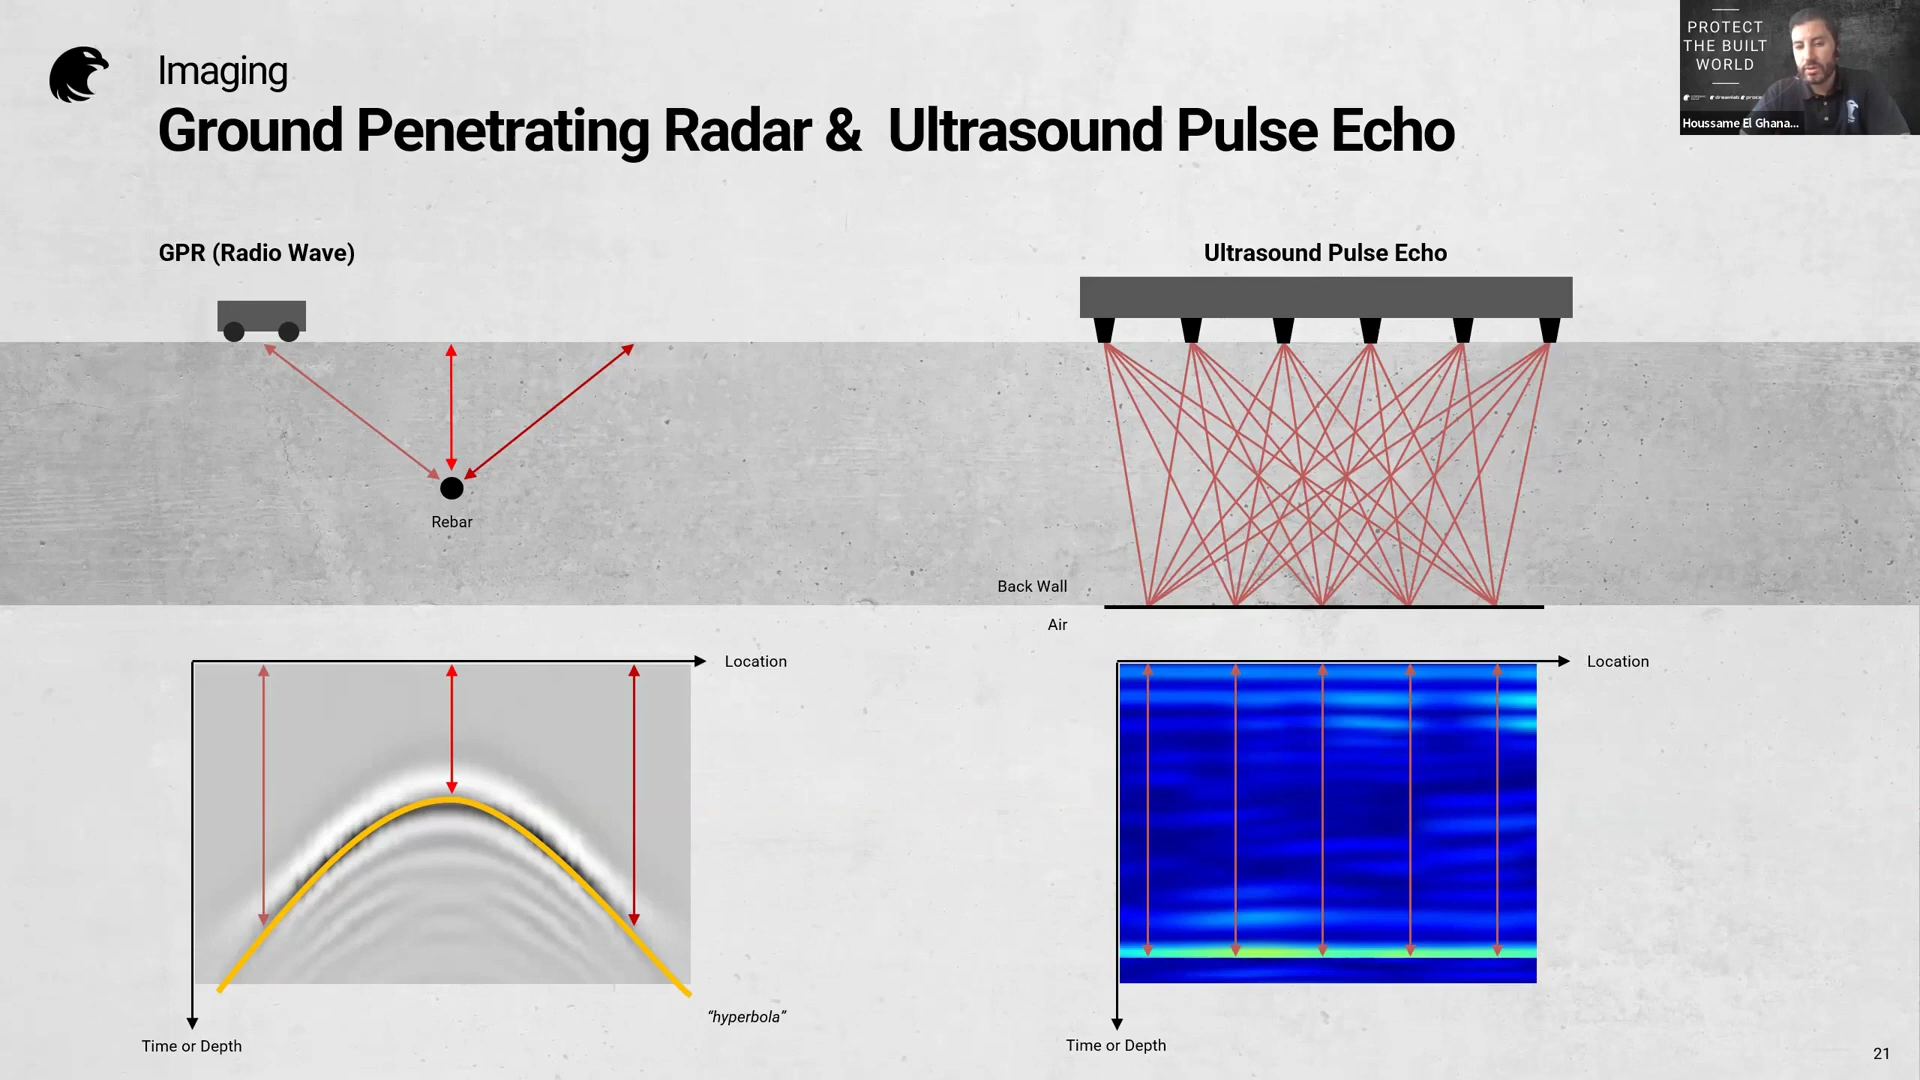 Imaging
Ground Penetrating Radar & Ultrasound Pulse Echo
PROTECT
THE BUILT
WORLD
Houssame El Ghana...
GPR (Radio Wave)
Ultrasound Pulse Echo
Rebar
Back Wall
Air
Location
Location
"hyperbola"
Time or Depth
Time or Depth
21